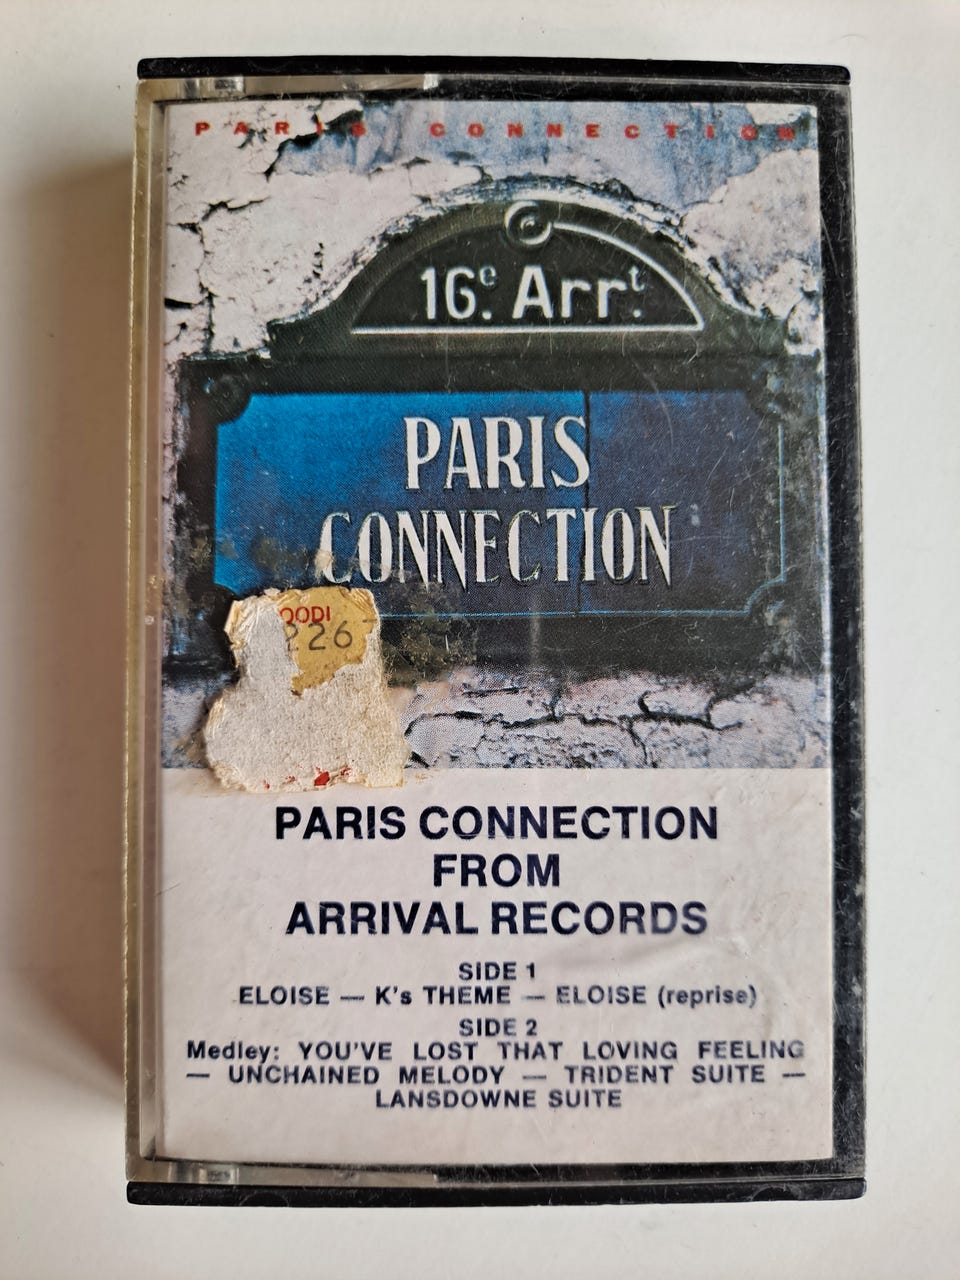 PARIS CONNECTION
16e. Arrt.
PARIS
CONNECTION
226
PARIS CONNECTION
FROM
ARRIVAL RECORDS
SIDE 1
ELOISE — K's THEME — ELOISE (reprise)
SIDE 2
Medley: YOU'VE LOST THAT LOVING FEELING
— UNCHAINED MELODY — TRIDENT SUITE —
LANSDOWNE SUITE